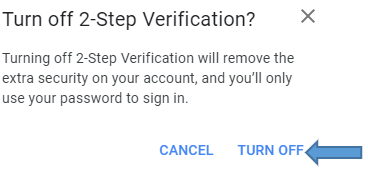 Turn off 2-Step Verification?
Turning off 2-Step Verification will remove the
extra security on your account, and you’ll only
use your password to sign in.
CANCEL TURN OFF